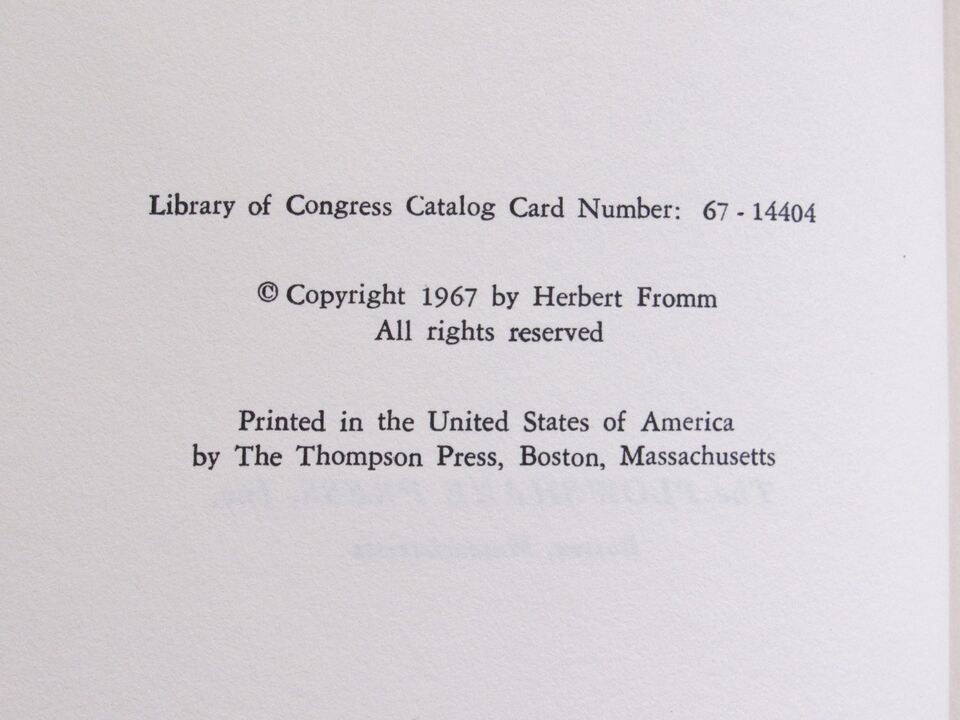 Library of Congress Catalog Card Number: 67 - 14404
© Copyright 1967 by Herbert Fromm
All rights reserved
Printed in the United States of America
by The Thompson Press, Boston, Massachusetts